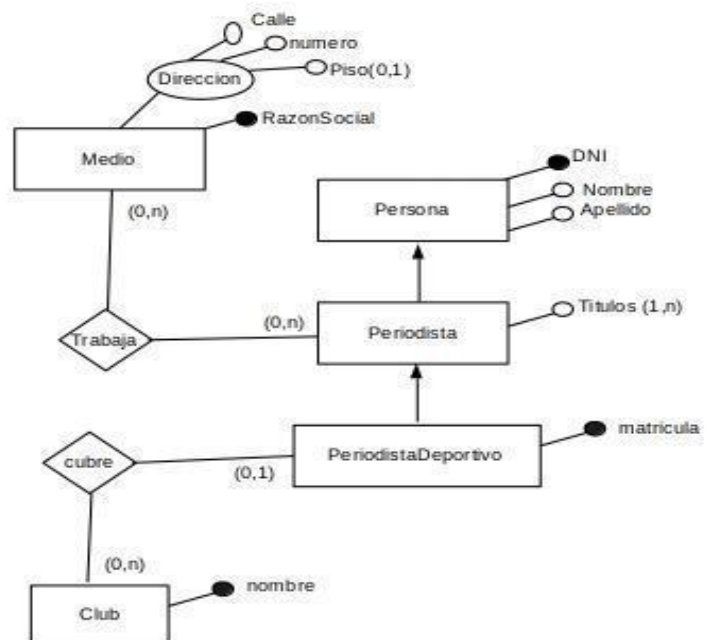 Calle
numero
Direccion
Piso(0,1)
RazonSocial
Medio
DNI
(0,n)
Persona
Nombre
Apellido
(0,n)
Titulos (1,n)
Trabaja
Periodista
matricula
cubre
(0,1)
PeriodistaDeportivo
(0,n)
nombre
Club